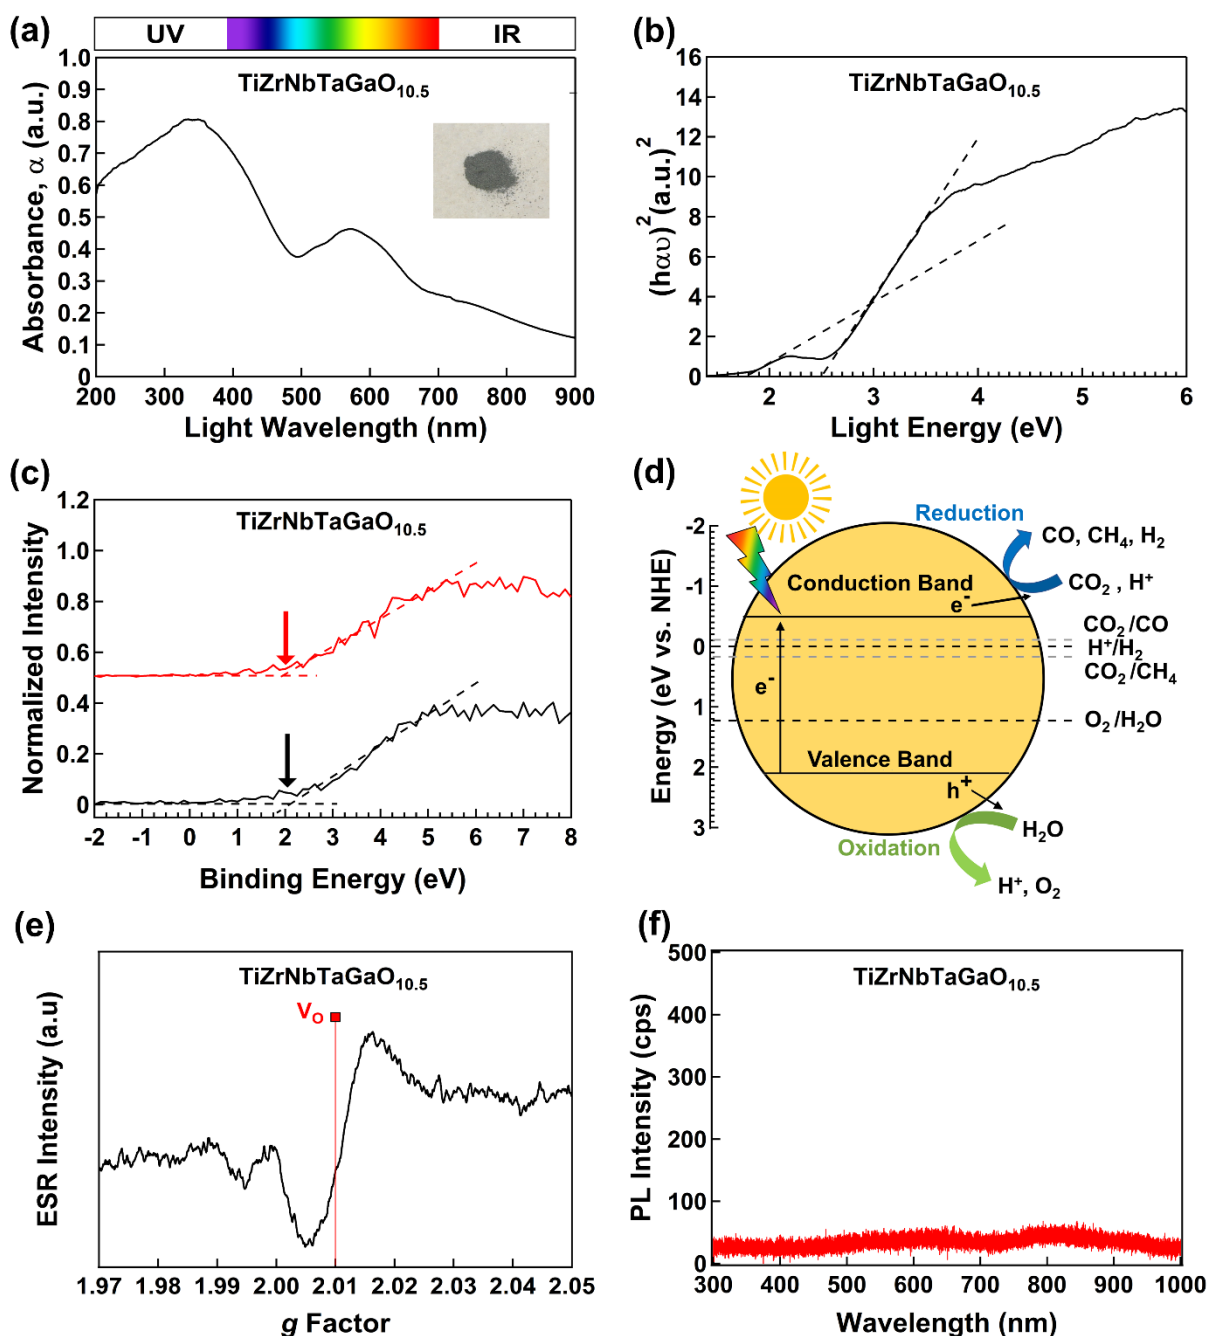 (a)
UV
IR
TiZrNbTaGaO10.5
Absorbance, α (a.u.)
1.0
0.9
0.8
0.7
0.6
0.5
0.4
0.3
0.2
0.1
0
200 300 400 500 600 700 800 900
Light Wavelength (nm)
(b)
TiZrNbTaGaO10.5
(hαυ)2 (a.u.)2
16
14
12
10
8
6
4
2
0
2 3 4 5 6
Light Energy (eV)
(c)
TiZrNbTaGaO10.5
Normalized Intensity
1.2
0.8
0.6
0.4
0.2
0
-2 -1 0 1 2 3 4 5 6 7 8
Binding Energy (eV)
(d)
Energy (eV vs. NHE)
-2
-1
0
1
2
3
Reduction
CO, CH4, H2
CO2 , H+
Conduction Band
e-
CO2/CO
H+/H2
CO2/CH4
e-
O2/H2O
Valence Band
h+
H2O
Oxidation
H+, O2
(e)
TiZrNbTaGaO10.5
VO
ESR Intensity (a.u)
1.97 1.98 1.99 2.00 2.01 2.02 2.03 2.04 2.05
g Factor
(f)
TiZrNbTaGaO10.5
PL Intensity (cps)
500
400
300
200
100
0
300 400 500 600 700 800 900 1000
Wavelength (nm)